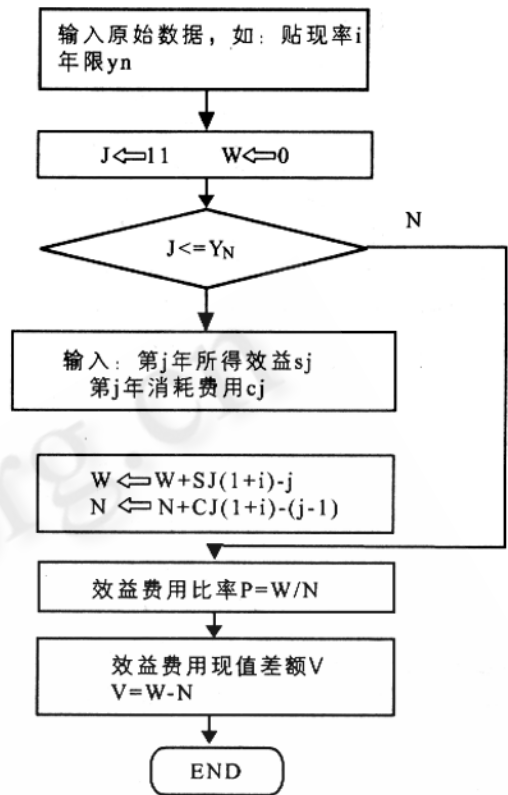 输入原始数据，如：贴现率i
年限yn
J⇐11 W⇐0
N
J<=YN
输入：第j年所得效益sj
第j年消耗费用cj
W⇐W+SJ(1+i)-j
N⇐N+CJ(1+i)-(j-1)
效益费用比率P=W/N
效益费用现值差额V
V=W-N
END
rg.cn